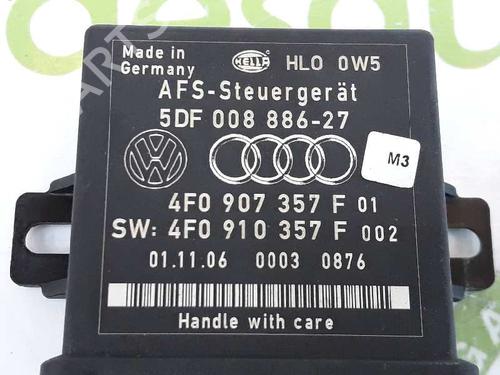 Made in
Germany
HELLA
HLO 0W5
AFS-Steuergerät
5DF 008 886-27
M3
4F0 907 357 F 01
SW: 4F0 910 357 F 002
01.11.06 0003 0876
Handle with care